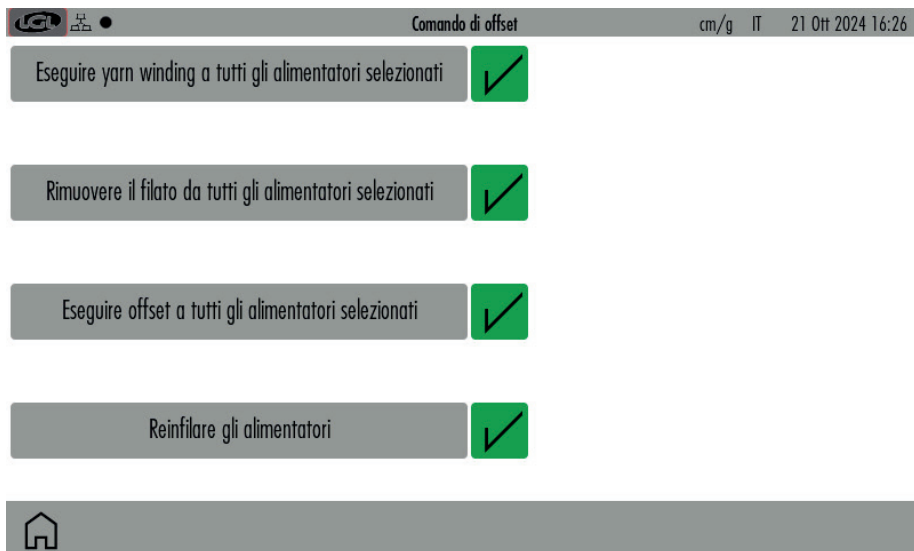 LGL
Comando di offset
cm/g IT 21 Ott 2024 16:26
Eseguire yarn winding a tutti gli alimentatori selezionati
Rimuovere il filato da tutti gli alimentatori selezionati
Eseguire offset a tutti gli alimentatori selezionati
Reinfilare gli alimentatori